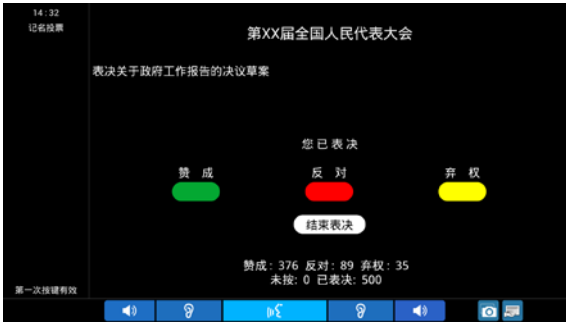 14:32
记名投票
第XX届全国人民代表大会
表决关于政府工作报告的决议草案
您已表决
赞 成 反 对 弃 权
结束表决
赞成: 376 反对: 89 弃权: 35
未按: 0 已表决: 500
第一次按键有效